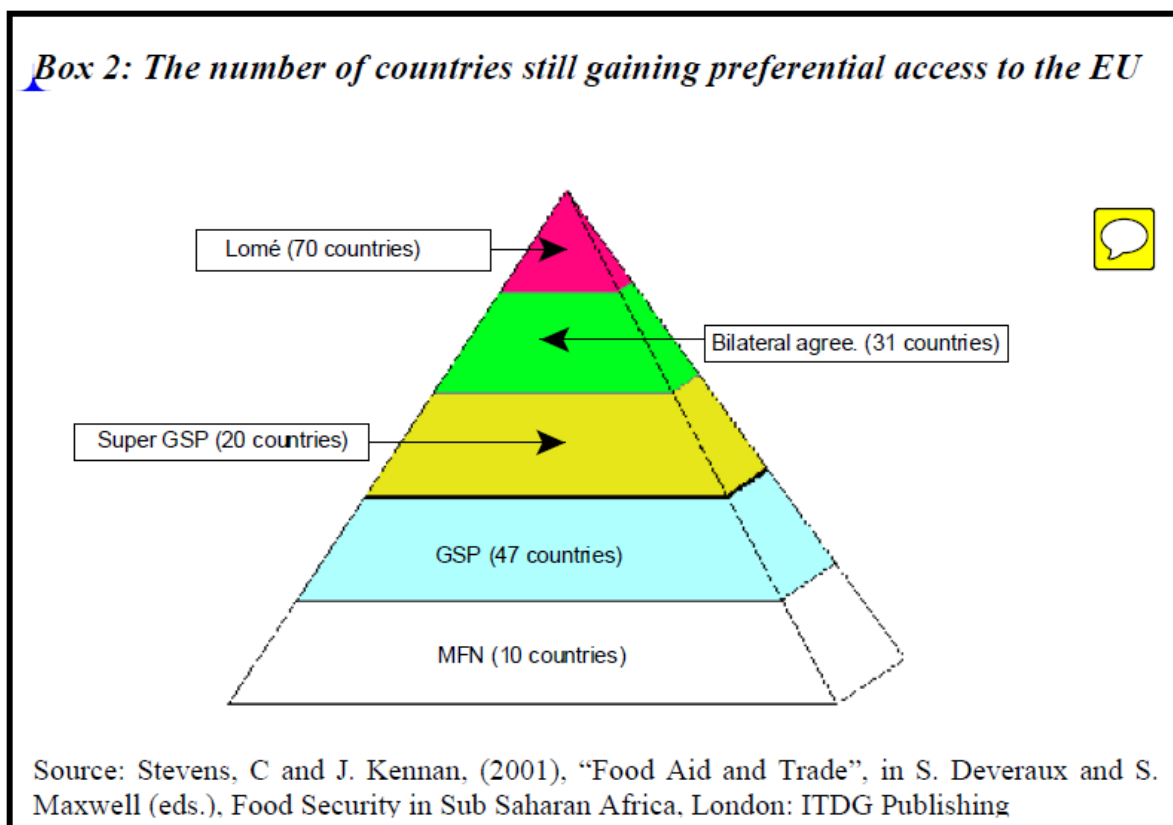 Box 2: The number of countries still gaining preferential access to the EU
Lomé (70 countries)
Bilateral agree. (31 countries)
Super GSP (20 countries)
GSP (47 countries)
MFN (10 countries)
Source: Stevens, C and J. Kennan, (2001), “Food Aid and Trade”, in S. Deveraux and S.
Maxwell (eds.), Food Security in Sub Saharan Africa, London: ITDG Publishing